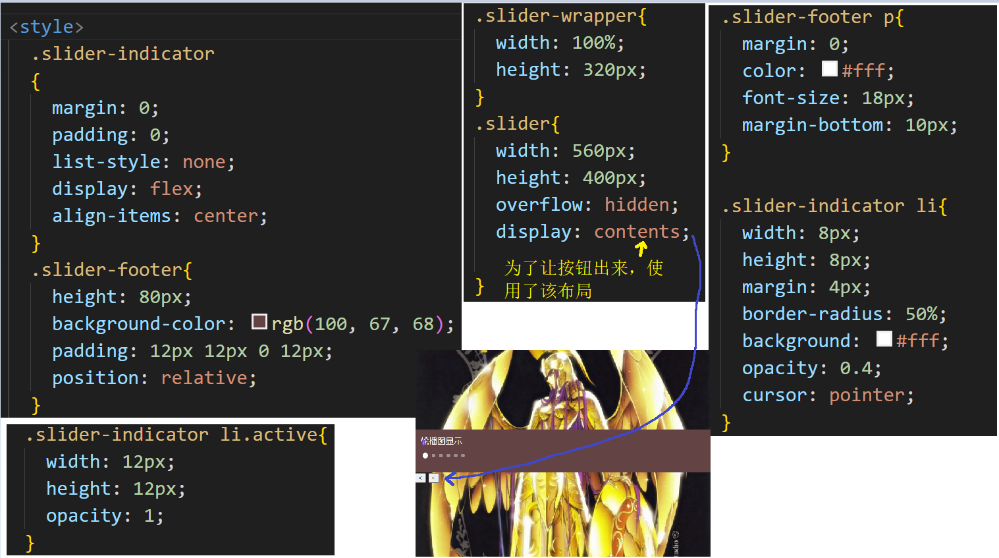 <style>
.slider-indicator
{
margin: 0;
padding: 0;
list-style: none;
display: flex;
align-items: center;
}
.slider-footer{
height: 80px;
background-color: rgb(100, 67, 68);
padding: 12px 12px 0 12px;
position: relative;
}
.slider-indicator li.active{
width: 12px;
height: 12px;
opacity: 1;
}
.slider-wrapper{
width: 100%;
height: 320px;
}
.slider{
width: 560px;
height: 400px;
overflow: hidden;
display: contents;
为了让按钮出来，使
用了该布局
}
.slider-footer p{
margin: 0;
color: #fff;
font-size: 18px;
margin-bottom: 10px;
}
.slider-indicator li{
width: 8px;
height: 8px;
margin: 4px;
border-radius: 50%;
background: #fff;
opacity: 0.4;
cursor: pointer;
}
伦播图显示
< <